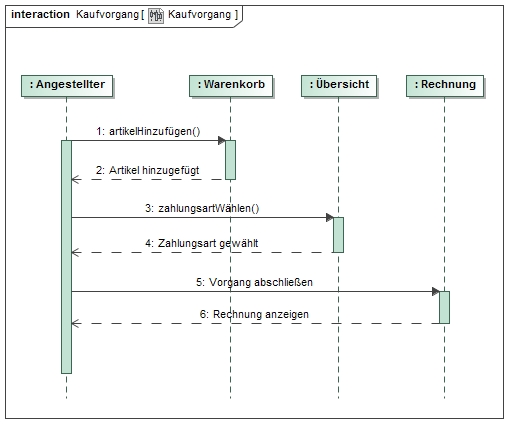 interaction Kaufvorgang [ Kaufvorgang ]
: Angestellter
: Warenkorb
: Übersicht
: Rechnung
1: artikelHinzufügen()
2: Artikel hinzugefügt
3: zahlungsartWählen()
4: Zahlungsart gewählt
5: Vorgang abschließen
6: Rechnung anzeigen